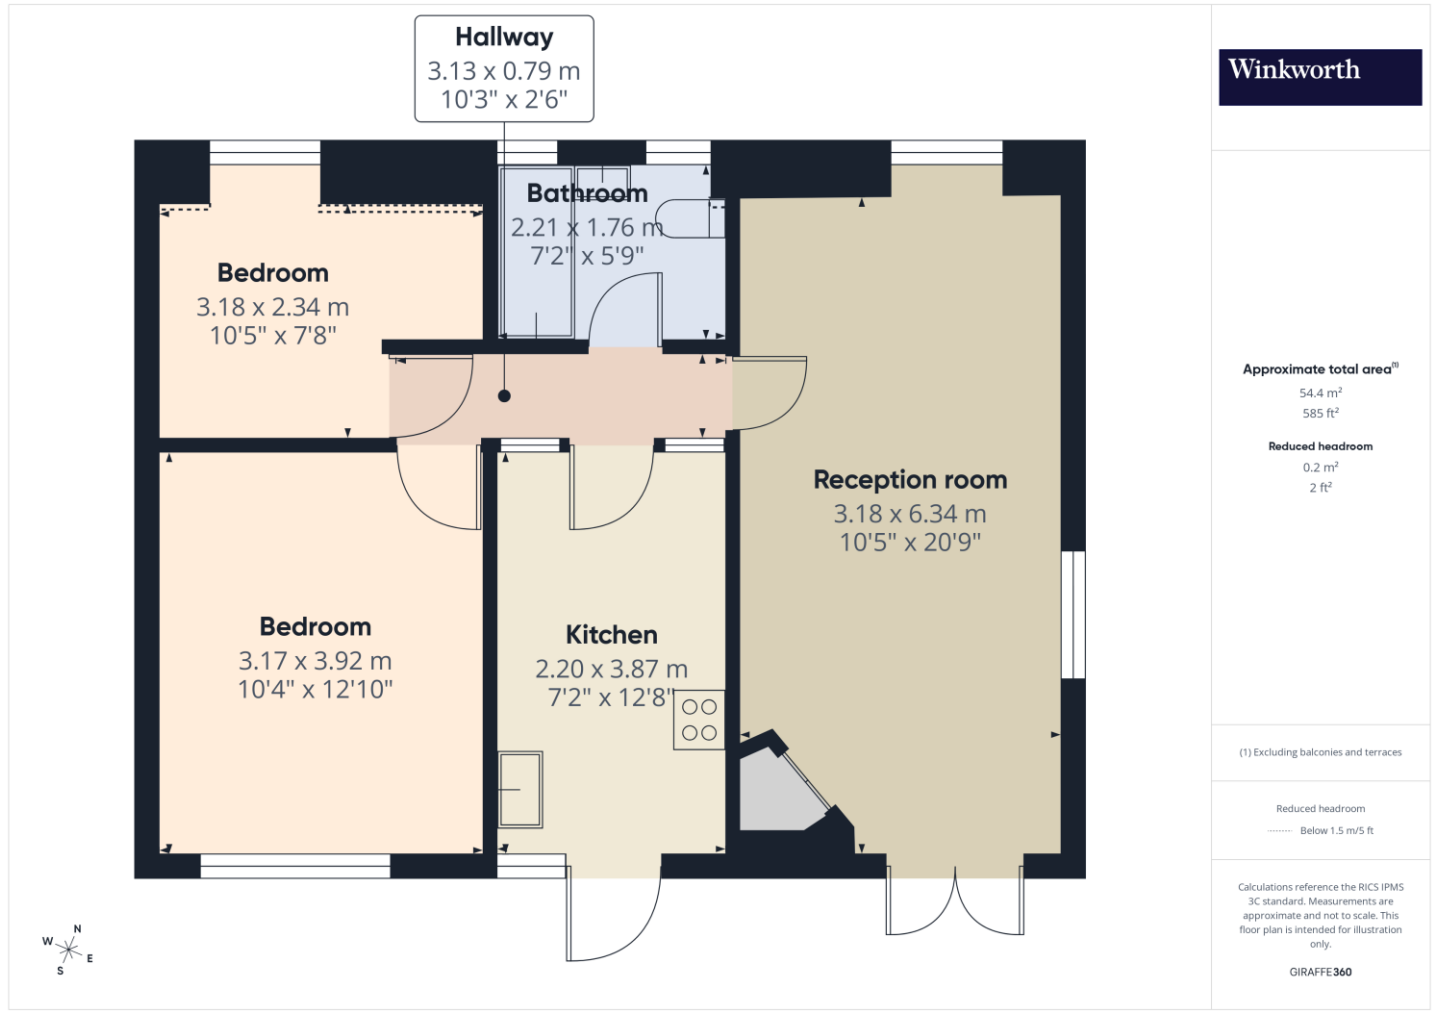 Hallway
3.13 x 0.79 m
10'3" x 2'6"
Winkworth
Bathroom
2.21 x 1.76 m
7'2" x 5'9"
Bedroom
3.18 x 2.34 m
10'5" x 7'8"
Reception room
3.18 x 6.34 m
10'5" x 20'9"
Bedroom
3.17 x 3.92 m
10'4" x 12'10"
Kitchen
2.20 x 3.87 m
7'2" x 12'8"
N
W
E
S
Approximate total area(1)
54.4 m²
585 ft²
Reduced headroom
0.2 m²
2 ft²
(1) Excluding balconies and terraces
Reduced headroom
Below 1.5 m/5 ft
Calculations reference the RICS IPMS
3C standard. Measurements are
approximate and not to scale. This
floor plan is intended for illustration
only.
GIRAFFE360